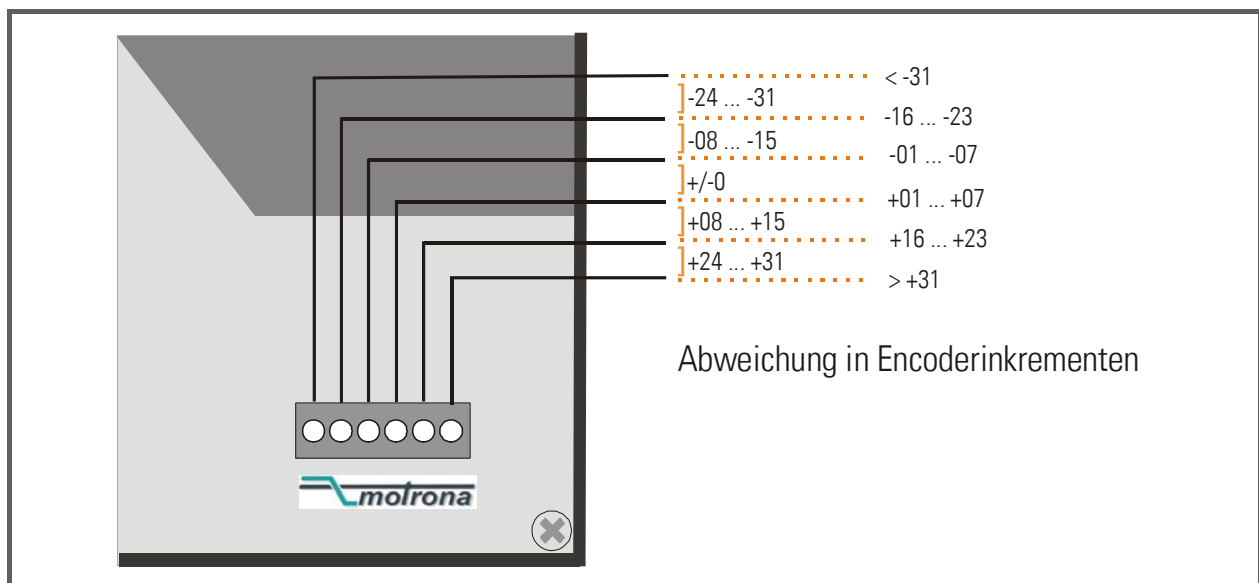 < -31
-24 ... -31
-16 ... -23
-08 ... -15
-01 ... -07
+/-0
+01 ... +07
+08 ... +15
+16 ... +23
+24 ... +31
> +31
Abweichung in Encoderinkrementen
motrona